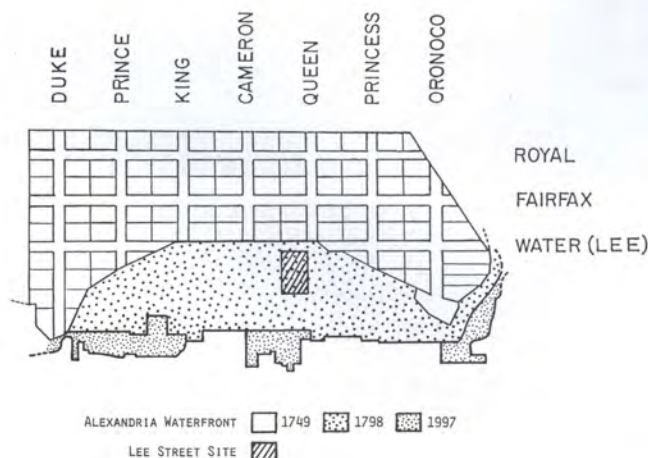 DUKE
PRINCE
KING
CAMERON
QUEEN
PRINCESS
ORONOCO
ROYAL
FAIRFAX
WATER (LEE)
ALEXANDRIA WATERFRONT 1749 1798 1997
LEE STREET SITE